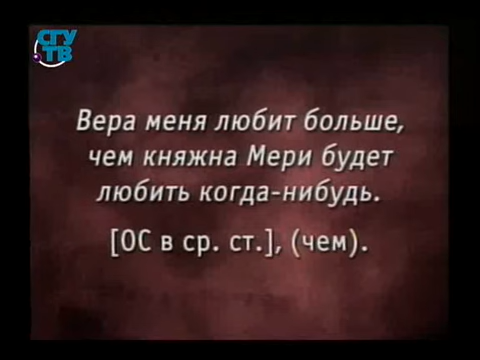 СГУ
ТВ
Вера меня любит больше,
чем княжна Мери будет
любить когда-нибудь.
[ОС в ср. ст.], (чем).